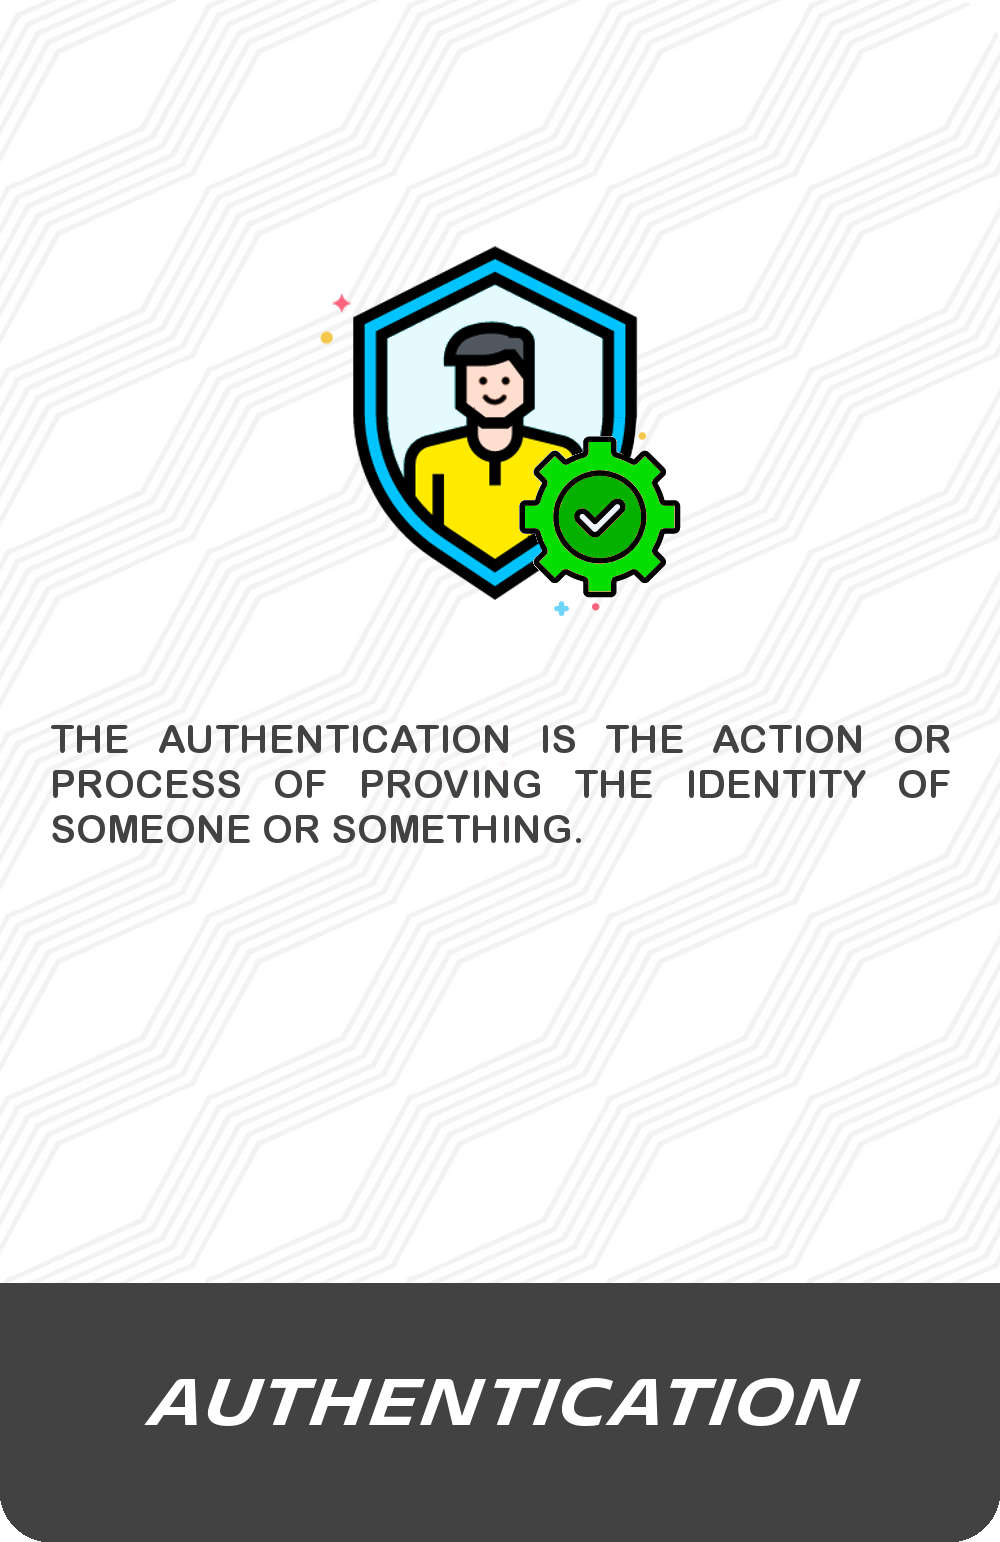 THE AUTHENTICATION IS THE ACTION OR
PROCESS OF PROVING THE IDENTITY OF
SOMEONE OR SOMETHING.
AUTHENTICATION